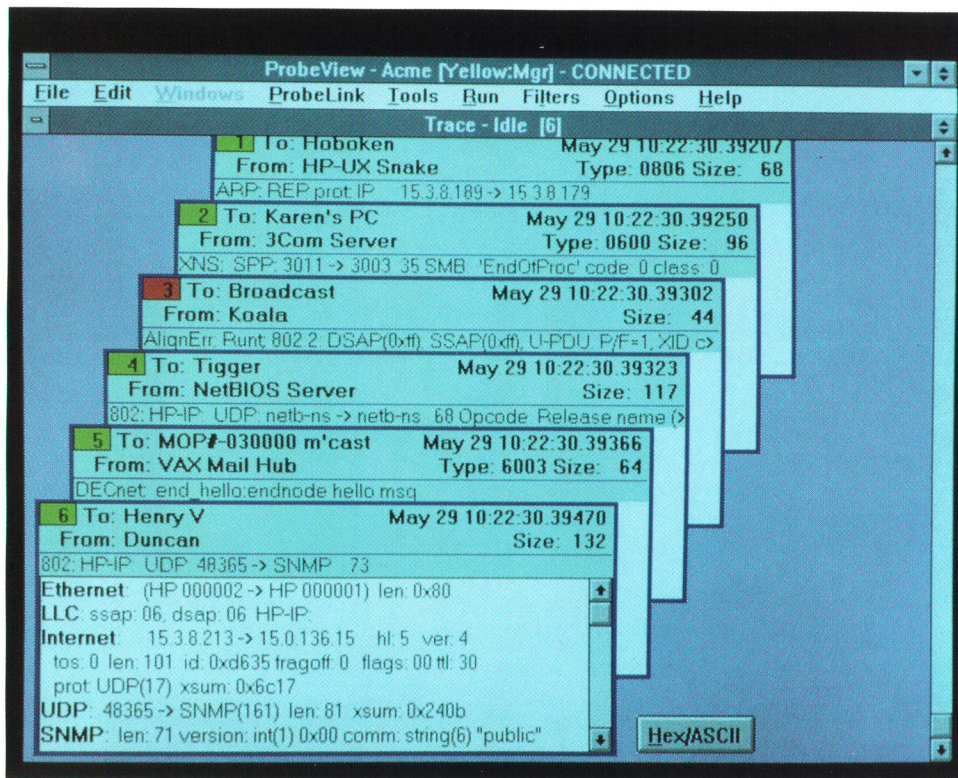 ProbeView - Acme [Yellow:Mgr] - CONNECTED
File Edit Windows ProbeLink Tools Run Filters Options Help
Trace - Idle [6]
1 To: Hoboken May 29 10:22:30.39207
From: HP-UX Snake Type: 0806 Size: 68
ARP: REP prot: IP 15.3.8.189 -> 15.3.8.179
2 To: Karen's PC May 29 10:22:30.39250
From: 3Com Server Type: 0600 Size: 96
XNS: SPP: 3011 -> 3003 35 SMB 'EndOfProc' code: 0 class: 0
3 To: Broadcast May 29 10:22:30.39302
From: Koala Size: 44
AlignErr, Runt, 802.2: DSAP(0xff), SSAP(0xff), U-PDU, P/F=1, XID c>
4 To: Tigger May 29 10:22:30.39323
From: NetBIOS Server Size: 117
802: HP-IP: UDP: netb-ns -> netb-ns 68 Opcode: Release name (>
5 To: MOP#-030000 m'cast May 29 10:22:30.39366
From: VAX Mail Hub Type: 6003 Size: 64
DECnet: end_hello:endnode hello msg
6 To: Henry V May 29 10:22:30.39470
From: Duncan Size: 132
802: HP-IP: UDP: 48365 -> SNMP 73
Ethernet: (HP 000002 -> HP 000001) len: 0x80
LLC: ssap: 06, dsap: 06 HP-IP:
Internet: 15.3.8.213 -> 15.0.136.15 hl: 5 ver: 4
tos: 0 len: 101 id: 0xd635 fragoff: 0 flags: 00 ttl: 30
prot: UDP(17) xsum: 0x6c17
UDP: 48365 -> SNMP(161) len: 81 xsum: 0x240b
SNMP: len: 71 version: int(1) 0x00 comm: string(6) "public"
Hex/ASCII